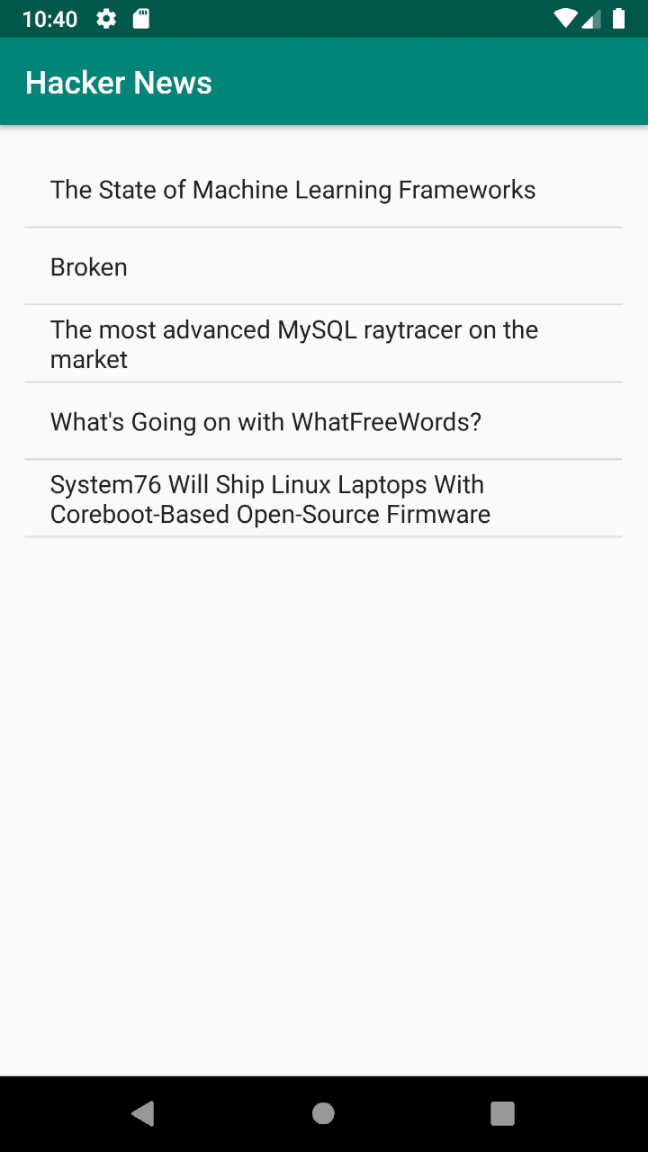 10:40
Hacker News
The State of Machine Learning Frameworks
Broken
The most advanced MySQL raytracer on the
market
What's Going on with WhatFreeWords?
System76 Will Ship Linux Laptops With
Coreboot-Based Open-Source Firmware